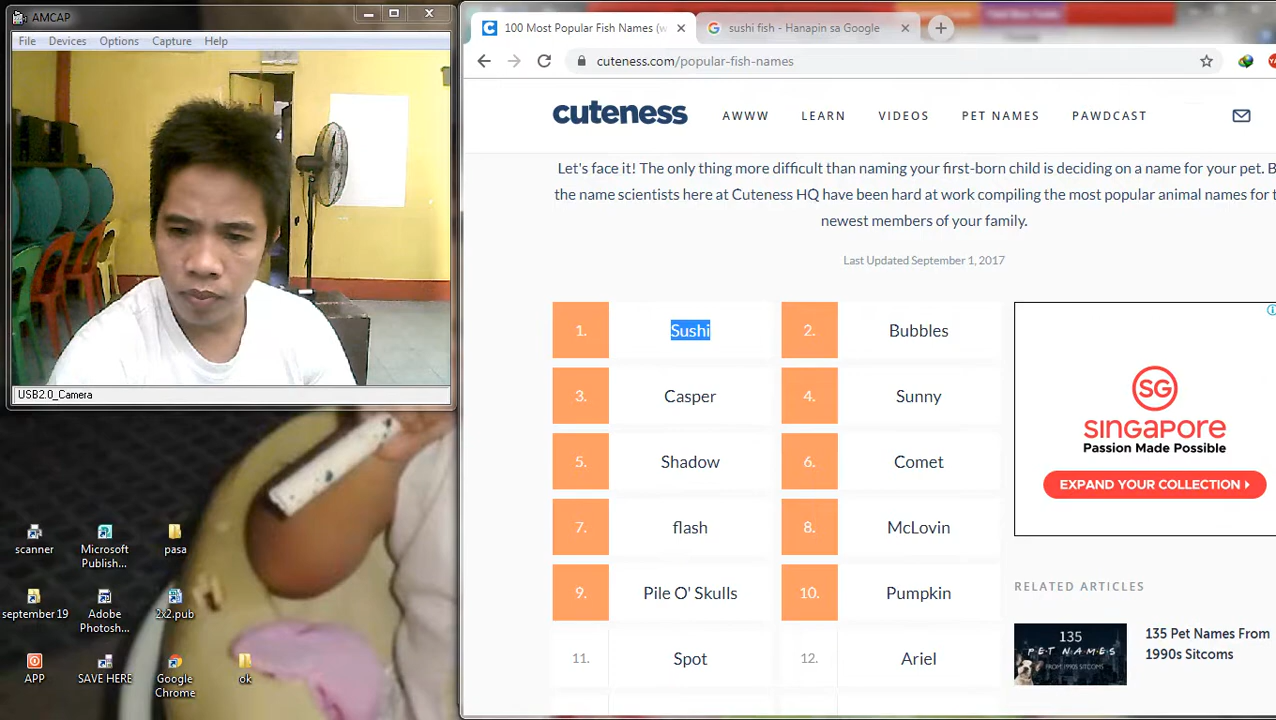 AMCAP
File Devices Options Capture Help
USB2.0_Camera
scanner
Microsoft Publish...
pasa
september 19
Adobe Photosh...
2x2.pub
APP
SAVE HERE
Google Chrome
ok
100 Most Popular Fish Names (w
sushi fish - Hanapin sa Google
cuteness.com/popular-fish-names
cuteness
AWWW LEARN VIDEOS PET NAMES PAWDCAST
Let's face it! The only thing more difficult than naming your first-born child is deciding on a name for your pet. B
the name scientists here at Cuteness HQ have been hard at work compiling the most popular animal names for t
newest members of your family.
Last Updated September 1, 2017
1. Sushi 2. Bubbles
3. Casper 4. Sunny
5. Shadow 6. Comet
7. flash 8. McLovin
9. Pile O' Skulls 10. Pumpkin
11. Spot 12. Ariel
SG
SINGAPORE
Passion Made Possible
EXPAND YOUR COLLECTION
RELATED ARTICLES
135
PET NAMES
FROM 1990S SITCOMS
135 Pet Names From
1990s Sitcoms